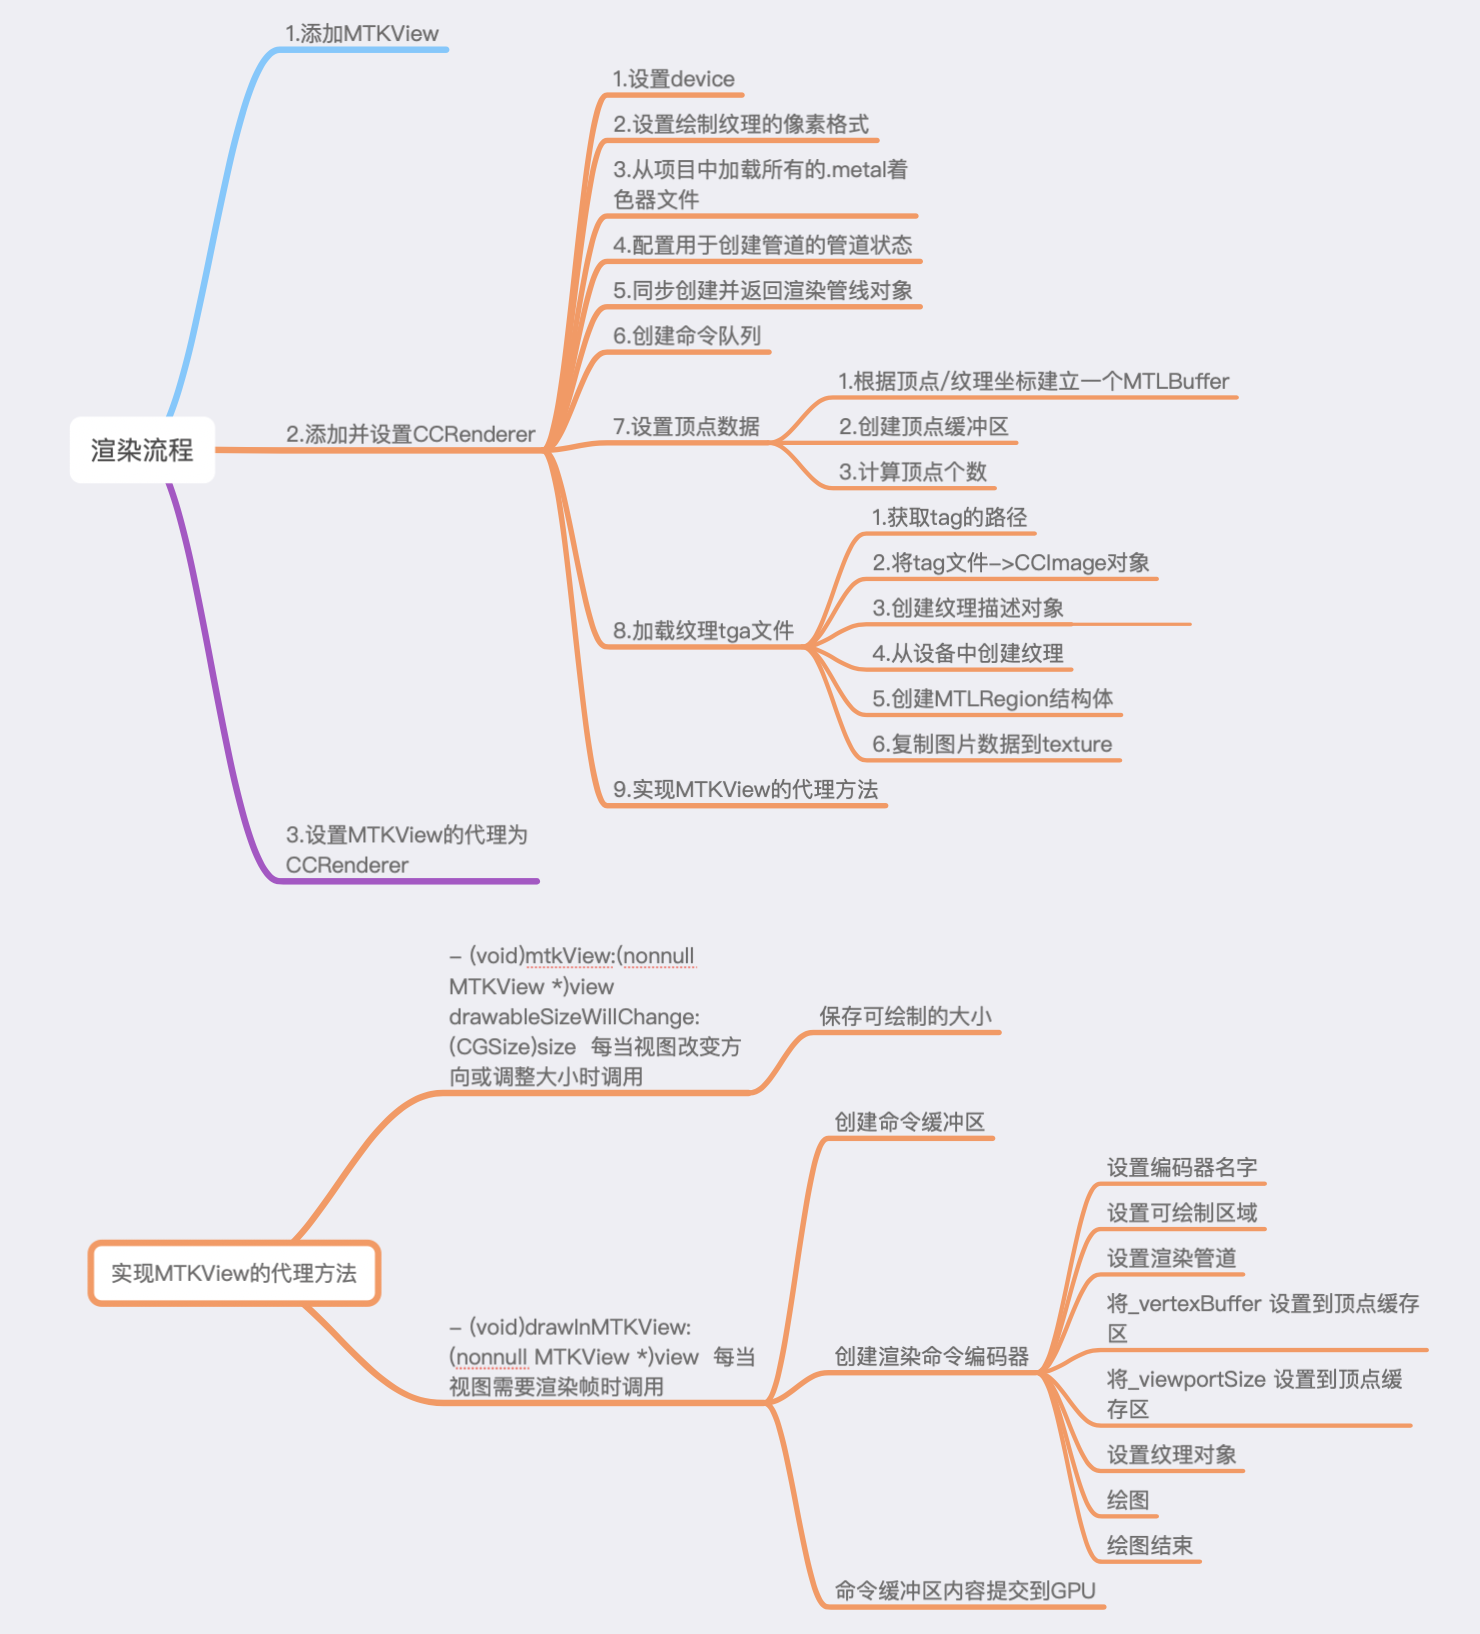 1.添加MTKView
1.设置device
2.设置绘制纹理的像素格式
3.从项目中加载所有的.metal着
色器文件
4.配置用于创建管道的管道状态
5.同步创建并返回渲染管线对象
6.创建命令队列
1.根据顶点/纹理坐标建立一个MTLBuffer
渲染流程
2.添加并设置CCRenderer
7.设置顶点数据
2.创建顶点缓冲区
3.计算顶点个数
1.获取tag的路径
2.将tag文件->CCImage对象
3.创建纹理描述对象
8.加载纹理tga文件
4.从设备中创建纹理
5.创建MTLRegion结构体
6.复制图片数据到texture
9.实现MTKView的代理方法
3.设置MTKView的代理为
CCRenderer
- (void)mtkView:(nonnull
MTKView *)view
drawableSizeWillChange:
(CGSize)size  每当视图改变方
向或调整大小时调用
保存可绘制的大小
实现MTKView的代理方法
- (void)drawInMTKView:
(nonnull MTKView *)view  每当
视图需要渲染帧时调用
创建命令缓冲区
创建渲染命令编码器
设置编码器名字
设置可绘制区域
设置渲染管道
将_vertexBuffer 设置到顶点缓存
区
将_viewportSize 设置到顶点缓
存区
设置纹理对象
绘图
绘图结束
命令缓冲区内容提交到GPU